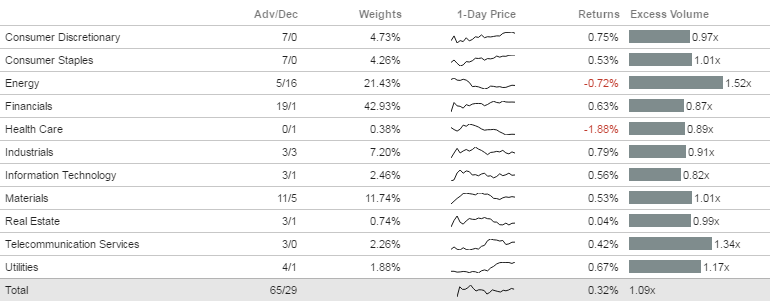 Adv/Dec Weights 1-Day Price Returns Excess Volume
Consumer Discretionary 7/0 4.73% 0.75% 0.97x
Consumer Staples 7/0 4.26% 0.53% 1.01x
Energy 5/16 21.43% -0.72% 1.52x
Financials 19/1 42.93% 0.63% 0.87x
Health Care 0/1 0.38% -1.88% 0.89x
Industrials 3/3 7.20% 0.79% 0.91x
Information Technology 3/1 2.46% 0.56% 0.82x
Materials 11/5 11.74% 0.53% 1.01x
Real Estate 3/1 0.74% 0.04% 0.99x
Telecommunication Services 3/0 2.26% 0.42% 1.34x
Utilities 4/1 1.88% 0.67% 1.17x
Total 65/29 0.32% 1.09x